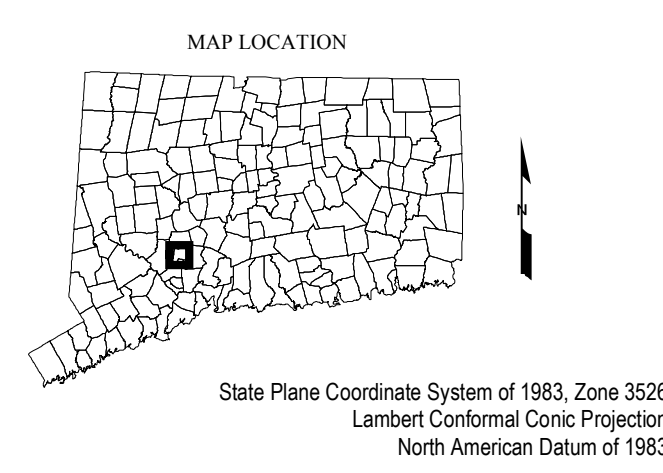 MAP LOCATION
N
State Plane Coordinate System of 1983, Zone 3526
Lambert Conformal Conic Projection
North American Datum of 1983